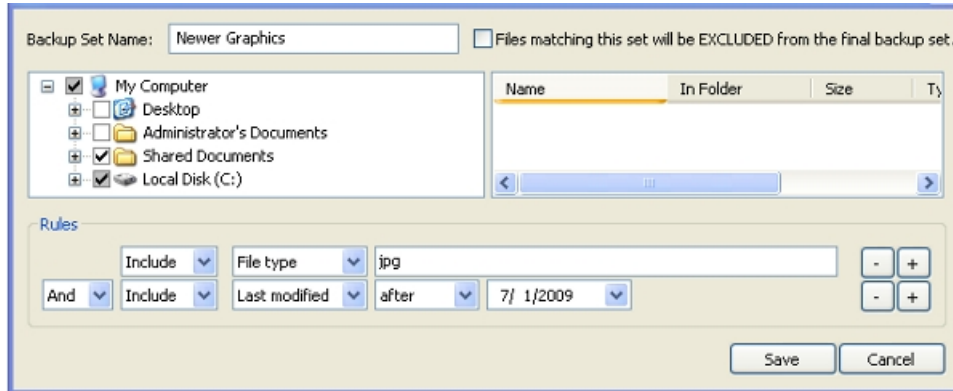 Backup Set Name: Newer Graphics Files matching this set will be EXCLUDED from the final backup set.
My Computer
Desktop
Administrator's Documents
Shared Documents
Local Disk (C:)
Name In Folder Size Ty
Rules
Include File type jpg - +
And Include Last modified after 7/ 1/2009 - +
Save Cancel